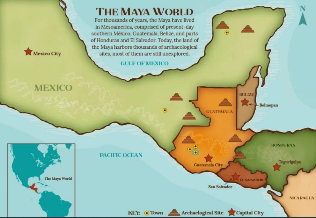 THE MAYA WORLD
For thousands of years, the Maya have lived
in Mesoamerica, comprised of present-day
southern México, Guatemala, Belize, and parts
of Honduras and El Salvador. Today, the land of
the Maya harbors thousands of archaeological
sites, most of them are still unexplored.
N
GULF OF MEXICO
Mexico City
MEXICO
BELIZE
Belmopan
GUATEMALA
HONDURAS
PACIFIC OCEAN
Guatemala City
Tegucigalpa
The Maya World
EL SALVADOR
San Salvador
NICARAGUA
KEY: Town Archaeological Site Capital City